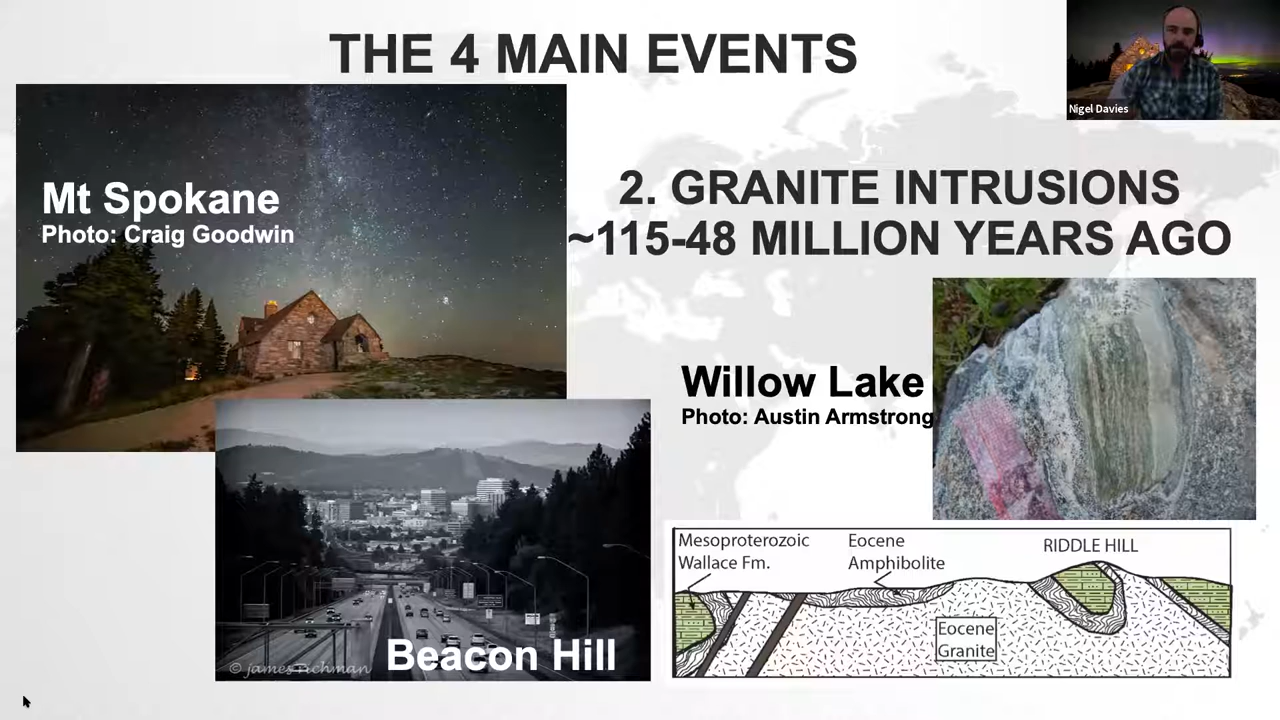 THE 4 MAIN EVENTS
Nigel Davies
Mt Spokane
Photo: Craig Goodwin
2. GRANITE INTRUSIONS
~115-48 MILLION YEARS AGO
Willow Lake
Photo: Austin Armstrong
Beacon Hill
© james richman
Mesoproterozoic
Wallace Fm.
Eocene
Amphibolite
RIDDLE HILL
Eocene
Granite